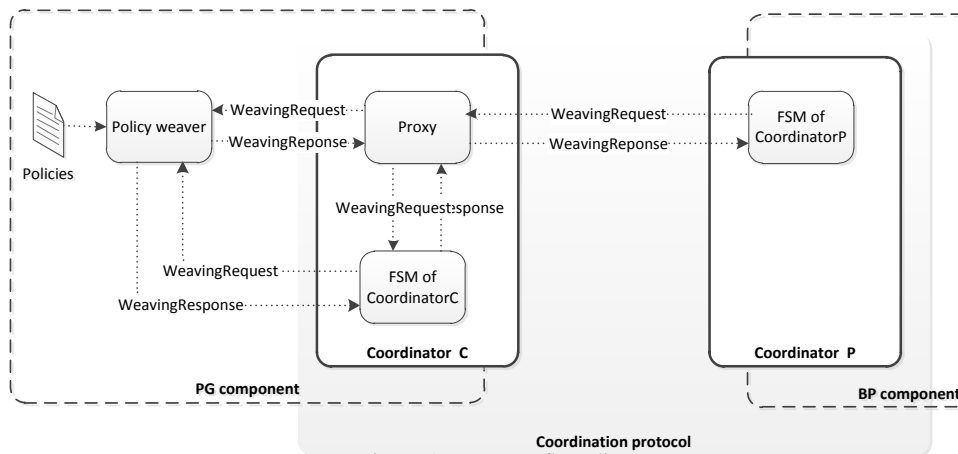 WeavingRequest
WeavingReponse
WeavingRequest
WeavingReponse
Policies
Policy weaver
Proxy
FSM of
CoordinatorP
WeavingRequest
esponse
WeavingRequest
WeavingResponse
FSM of
CoordinatorC
Coordinator C
Coordinator P
PG component
BP component
Coordination protocol